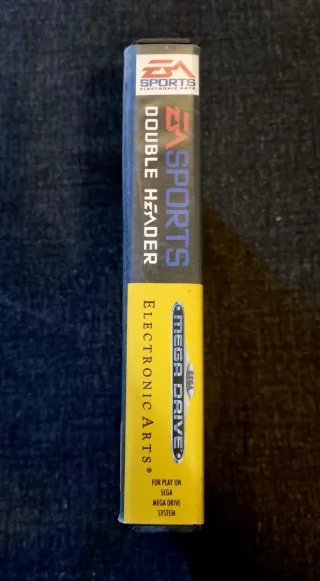 EA SPORTS
ELECTRONIC ARTS
EA SPORTS
DOUBLE HEADER
SEGA
MEGA DRIVE
ELECTRONIC ARTS®
FOR PLAY ON
SEGA
MEGA DRIVE
SYSTEM